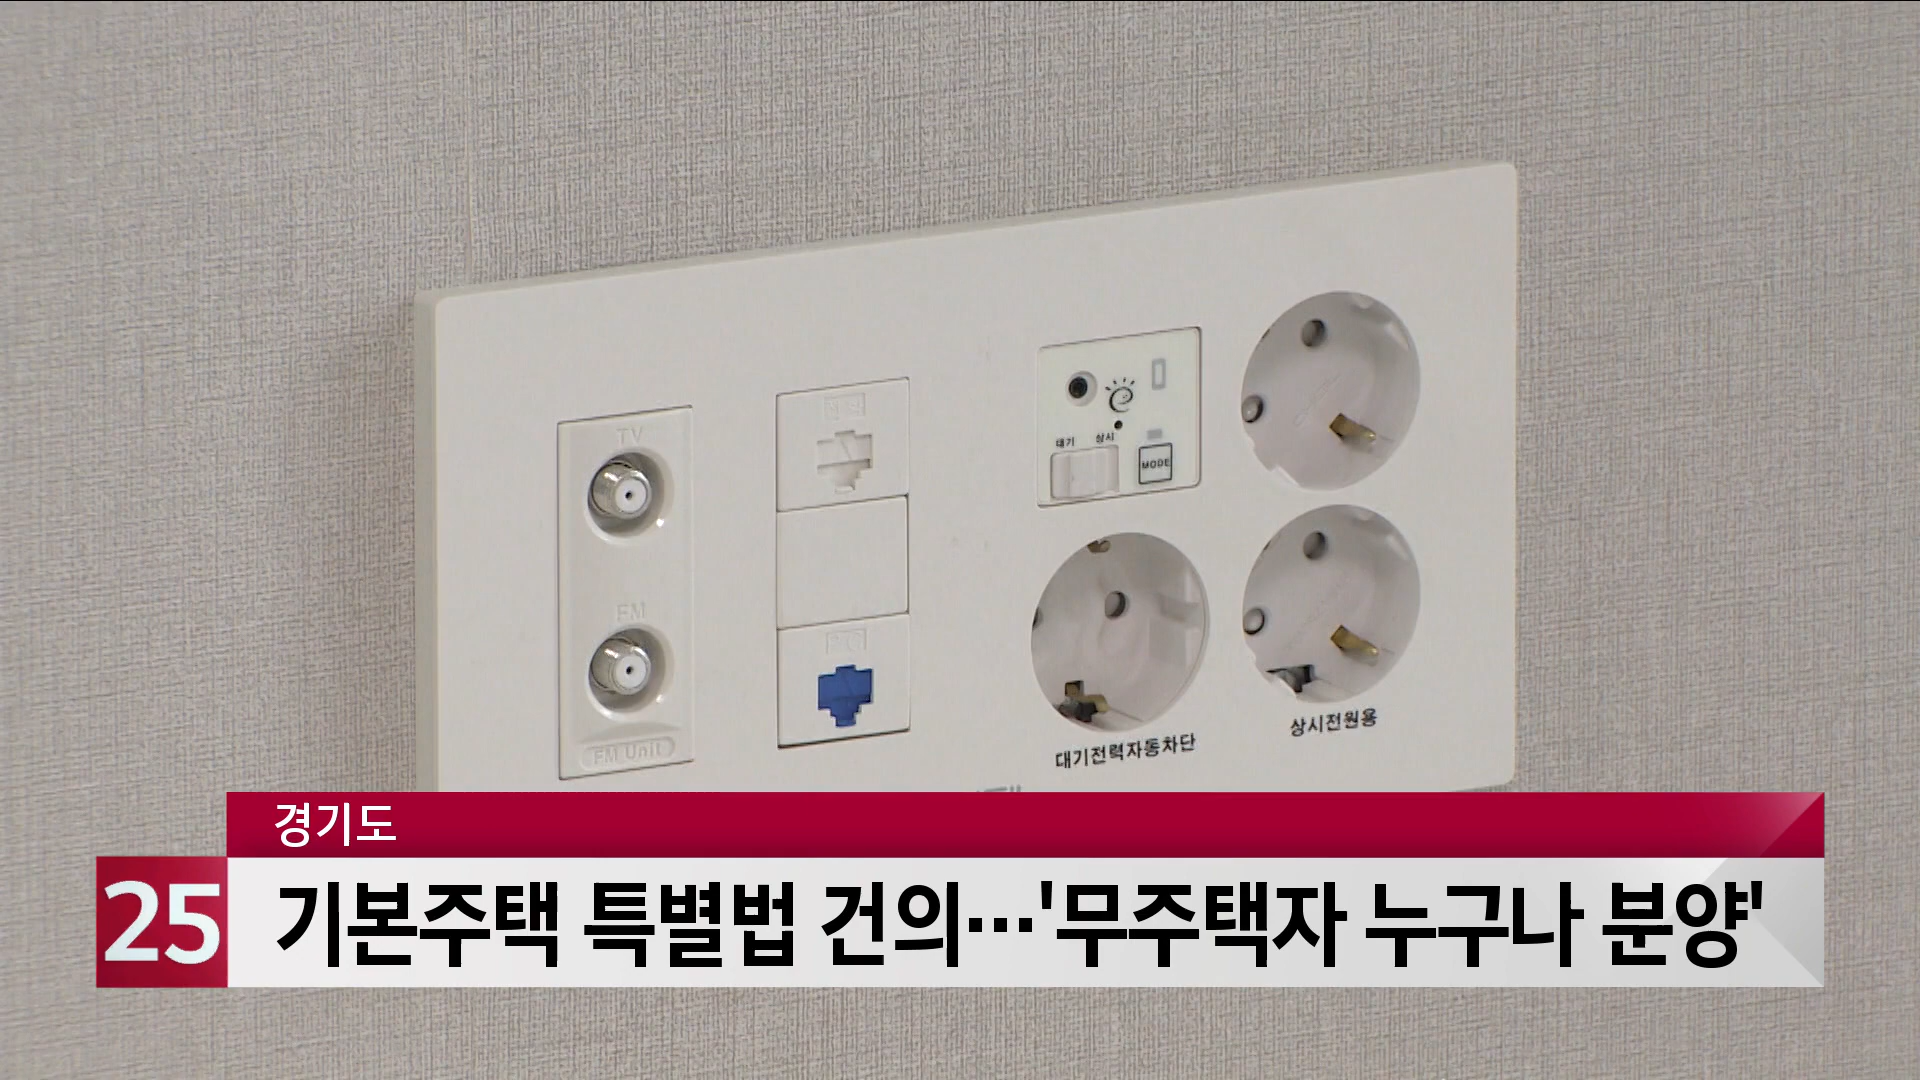 TV
FM
FM Unit
대기 상시
MODE
대기전력자동차단
상시전원용
경기도
25
기본주택 특별법 건의…'무주택자 누구나 분양'